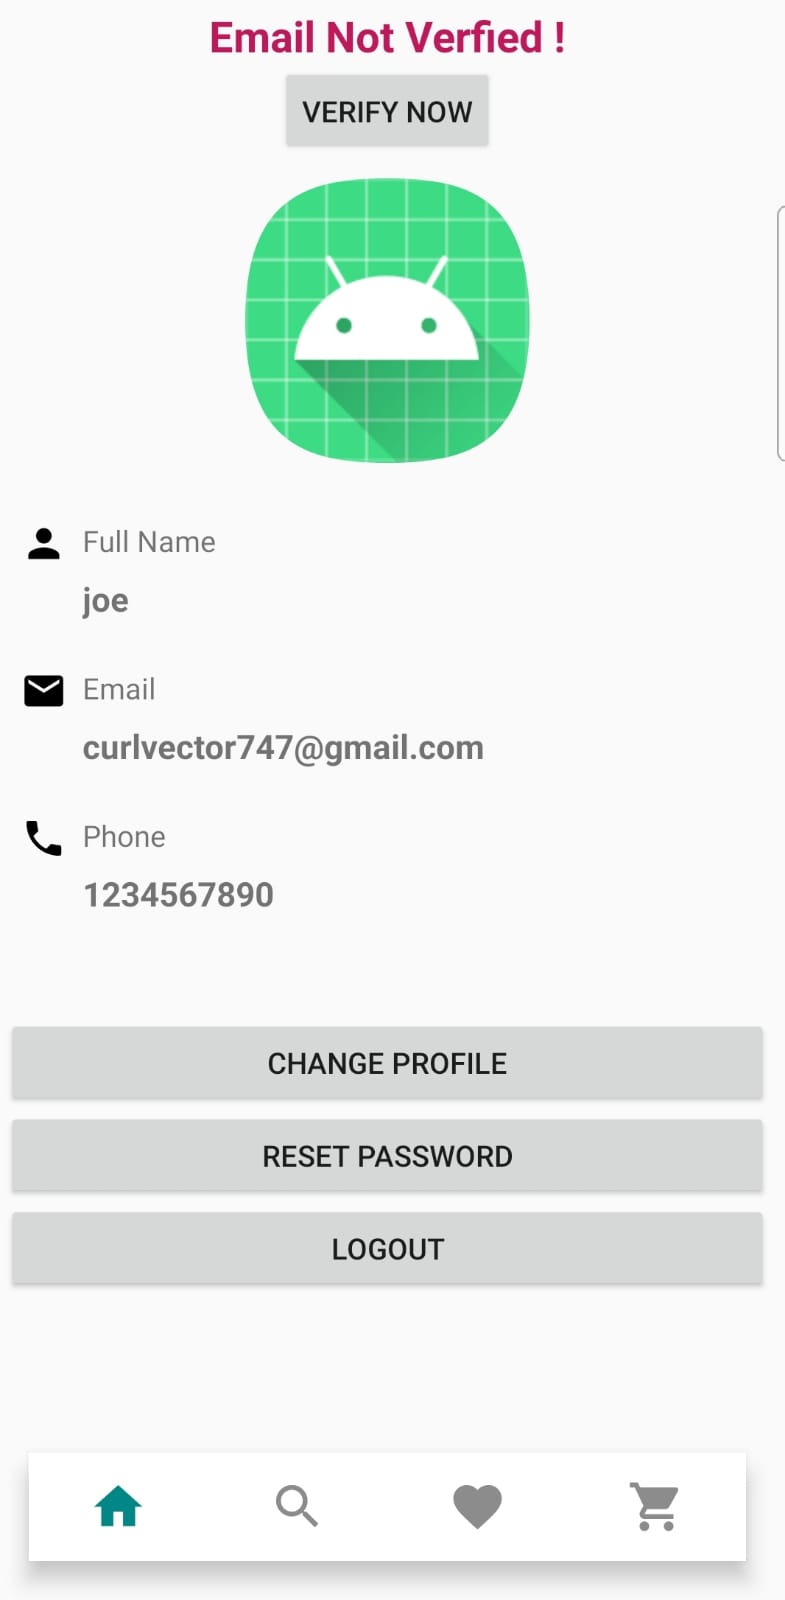 Email Not Verfied !
VERIFY NOW
Full Name
joe
Email
curlvector747@gmail.com
Phone
1234567890
CHANGE PROFILE
RESET PASSWORD
LOGOUT